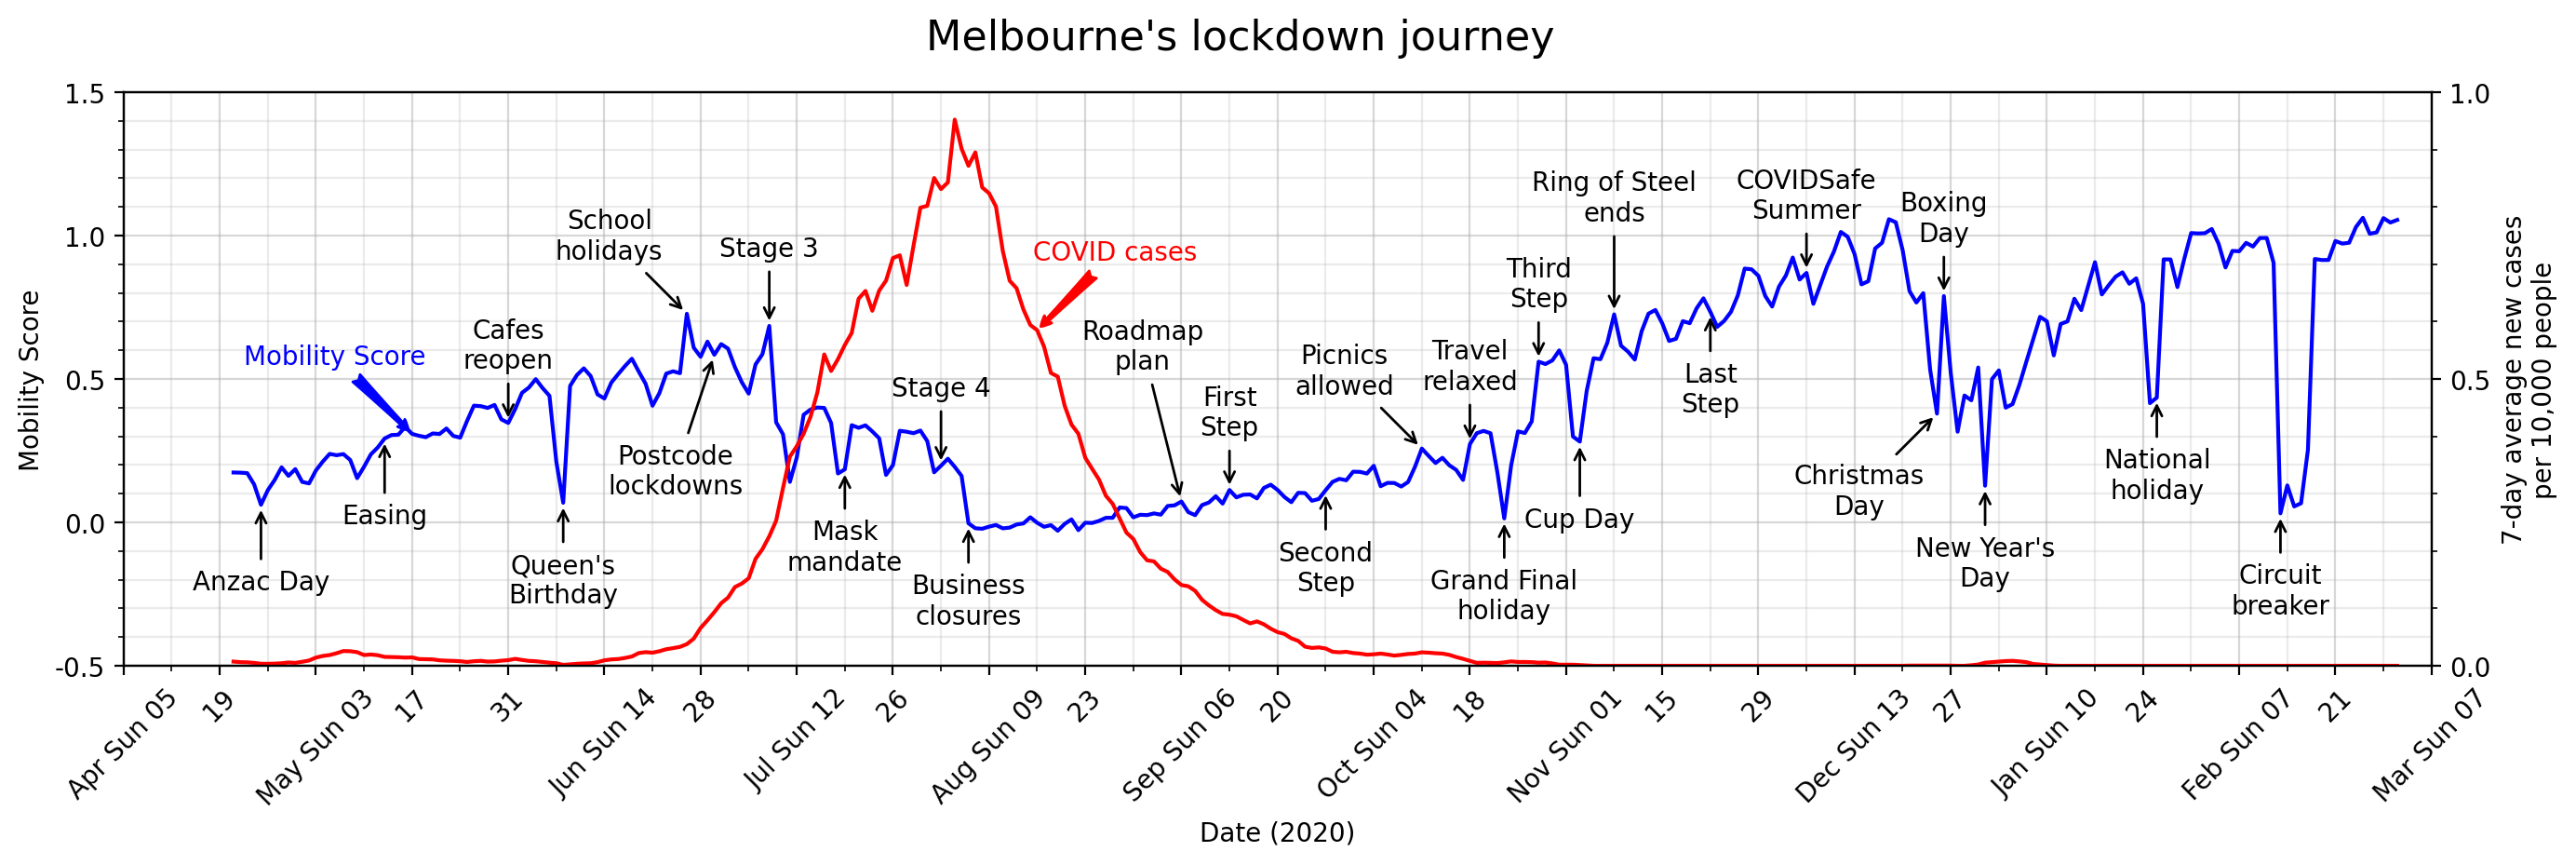 Melbourne's lockdown journey
1.5
1.0
0.5
0.0
-0.5
Mobility Score
1.0
0.5
0.0
7-day average new cases
per 10,000 people
Mobility Score
Anzac Day
Easing
Cafes
reopen
Queen's
Birthday
School
holidays
Postcode
lockdowns
Stage 3
Mask
mandate
Stage 4
Business
closures
COVID cases
Roadmap
plan
First
Step
Second
Step
Picnics
allowed
Travel
relaxed
Grand Final
holiday
Third
Step
Cup Day
Ring of Steel
ends
Last
Step
COVIDSafe
Summer
Christmas
Day
Boxing
Day
New Year's
Day
National
holiday
Circuit
breaker
Apr Sun 05
19
May Sun 03
17
31
Jun Sun 14
28
Jul Sun 12
26
Aug Sun 09
23
Sep Sun 06
20
Oct Sun 04
18
Nov Sun 01
15
29
Dec Sun 13
27
Jan Sun 10
24
Feb Sun 07
21
Mar Sun 07
Date (2020)